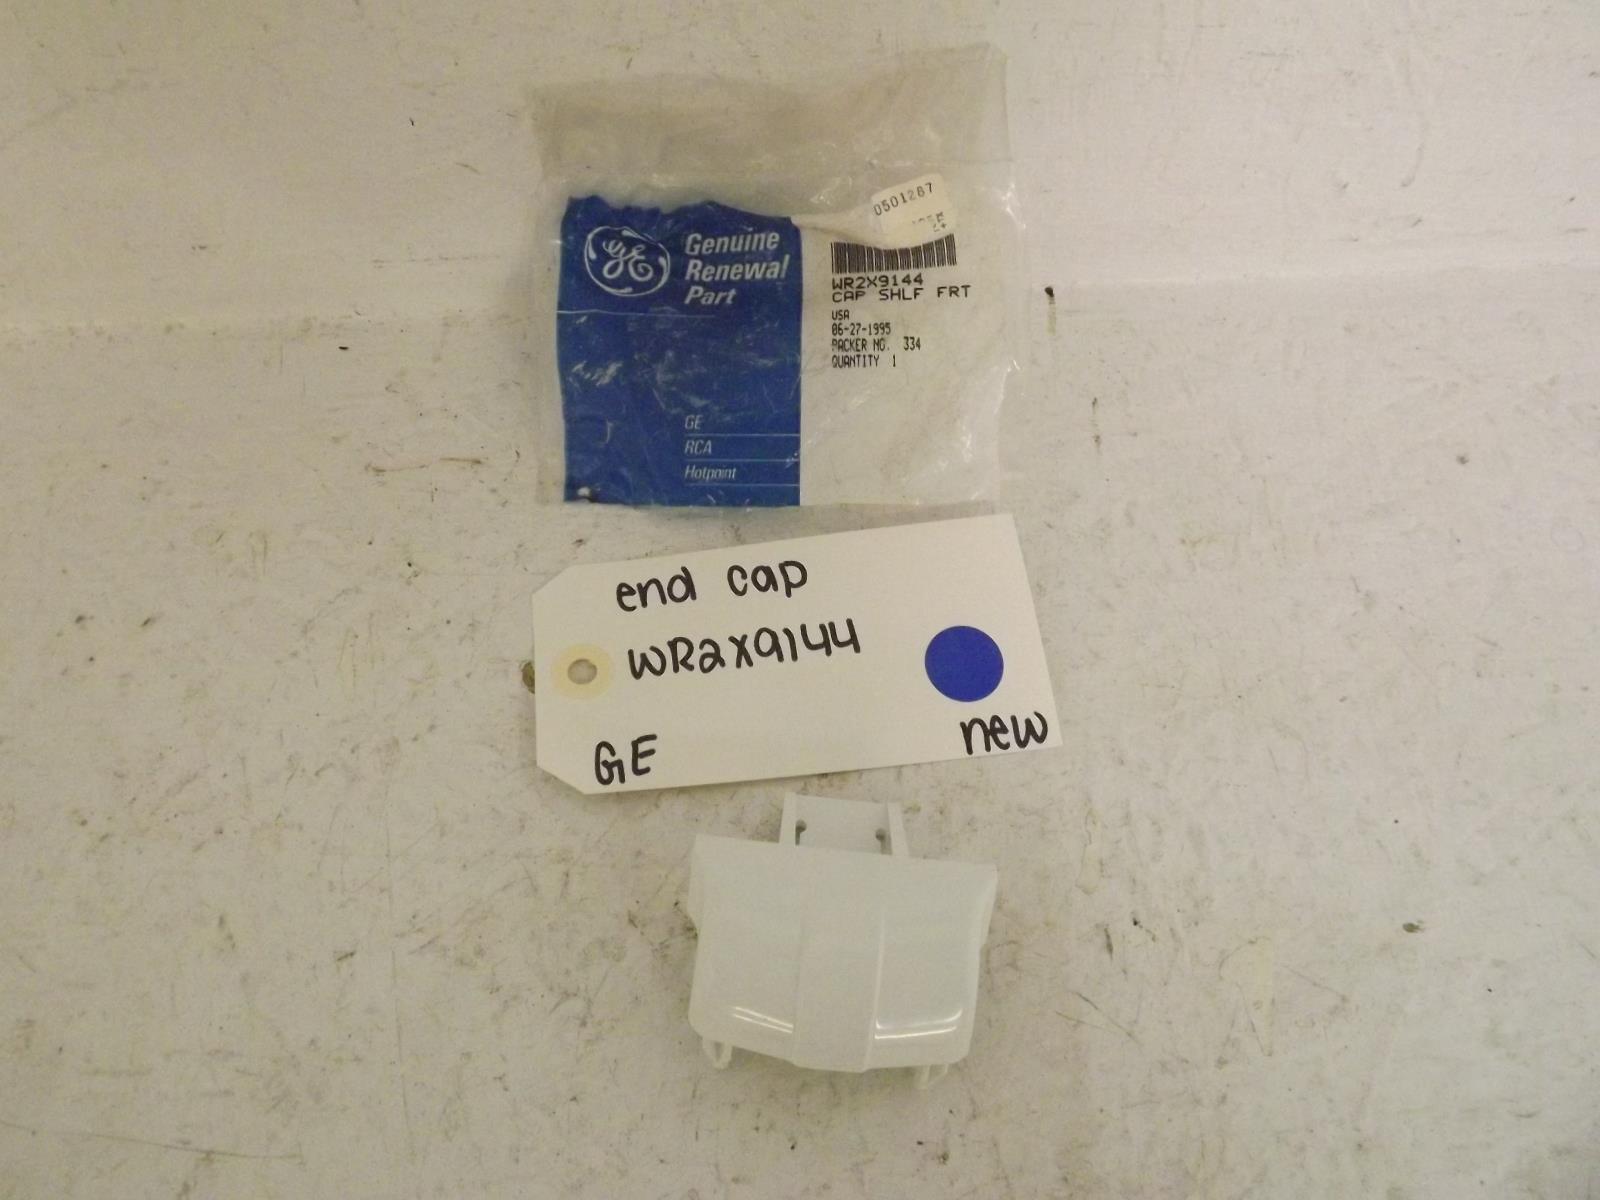 0501287
GE
Genuine
Renewal
Part
WR2X9144
CAP SHLF FRT
USA
06-27-1995
PACKER NO. 334
QUANTITY 1
GE
RCA
Hotpoint
end cap
WR2X9144
GE
new